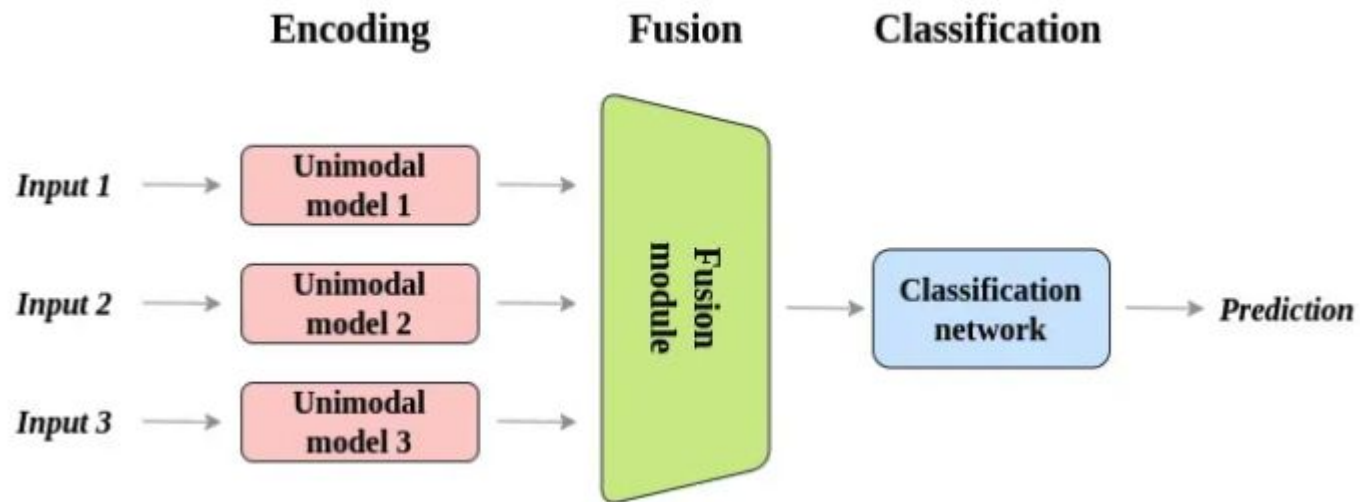 Encoding Fusion Classification
Input 1
Unimodal
model 1
Input 2
Unimodal
model 2
Input 3
Unimodal
model 3
Fusion
module
Classification
network
Prediction